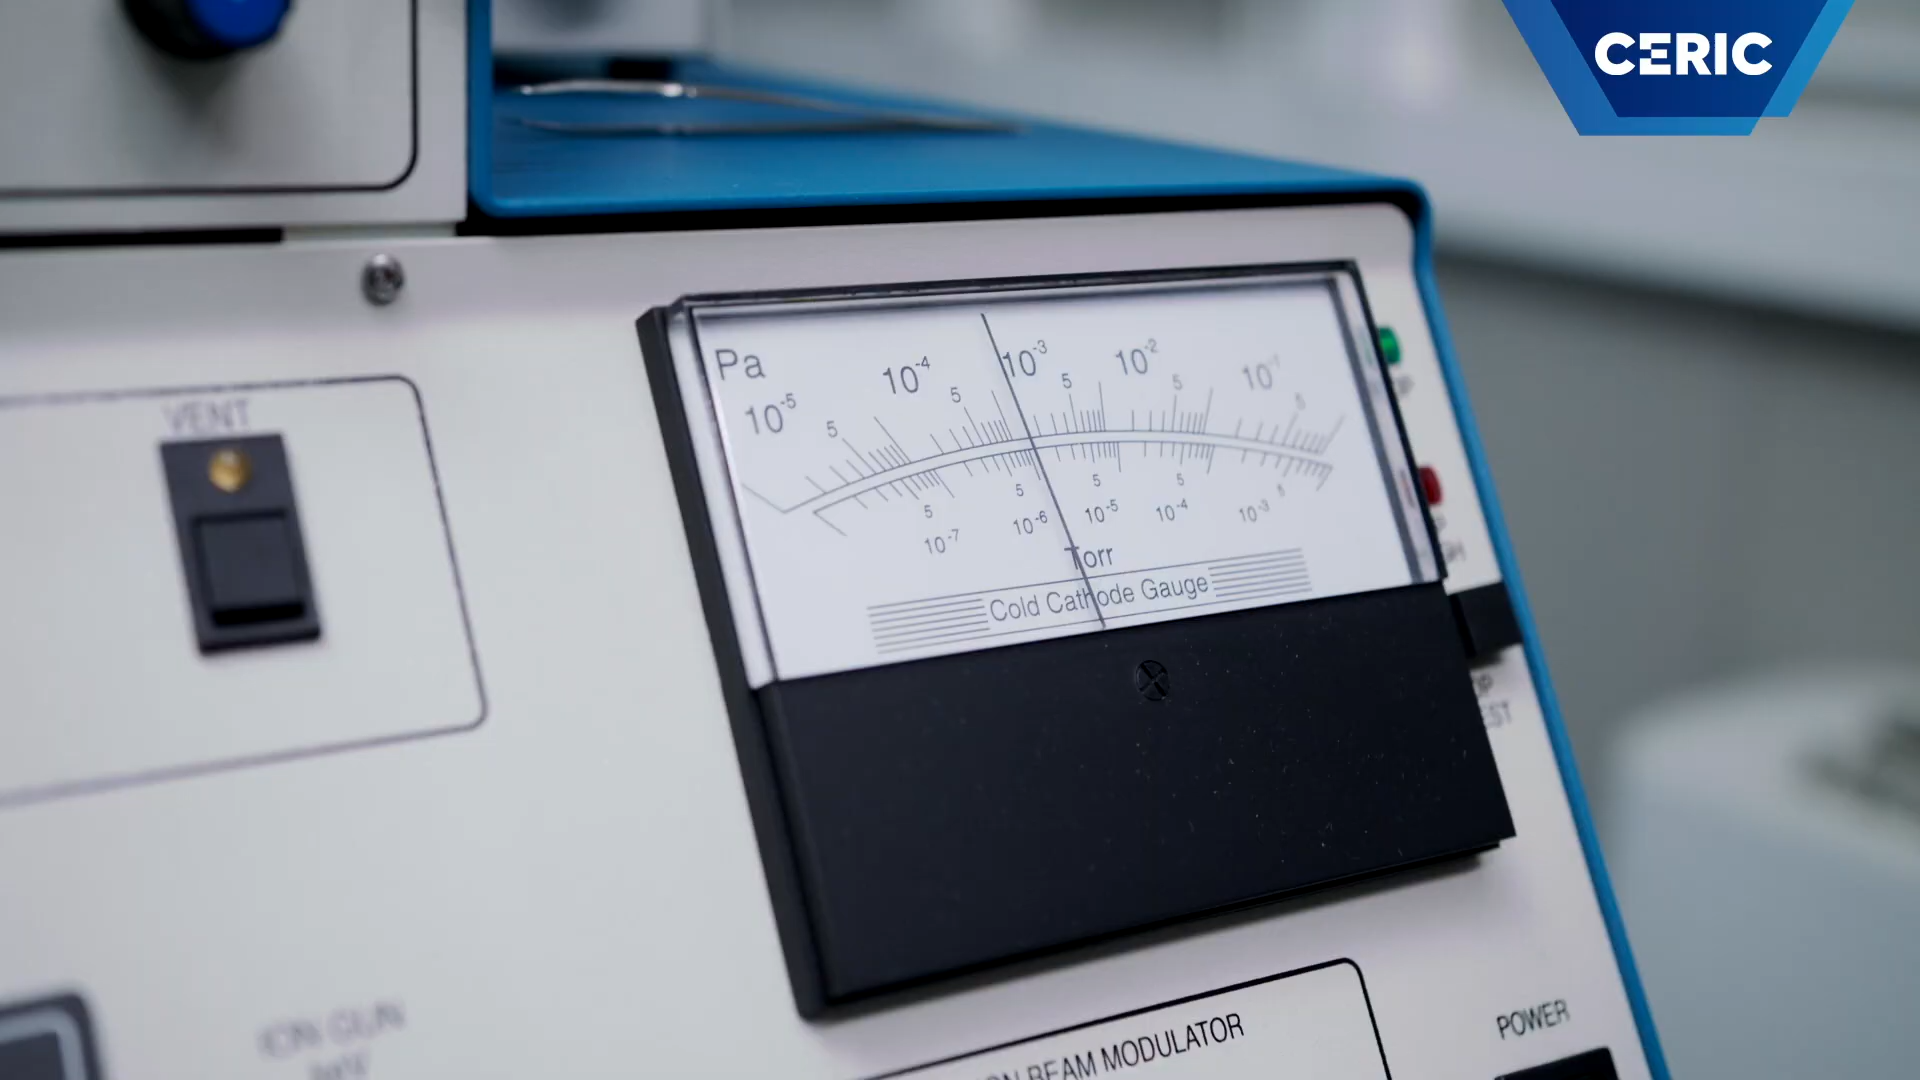 CERIC
Pa
10-5 10-4 10-3 10-2 10-1
5 5 5 5 5
5 5 5 5 5
10-7 10-6 10-5 10-4 10-3
Torr
Cold Cathode Gauge
VENT
ION GUN
keV
BEAM MODULATOR
POWER